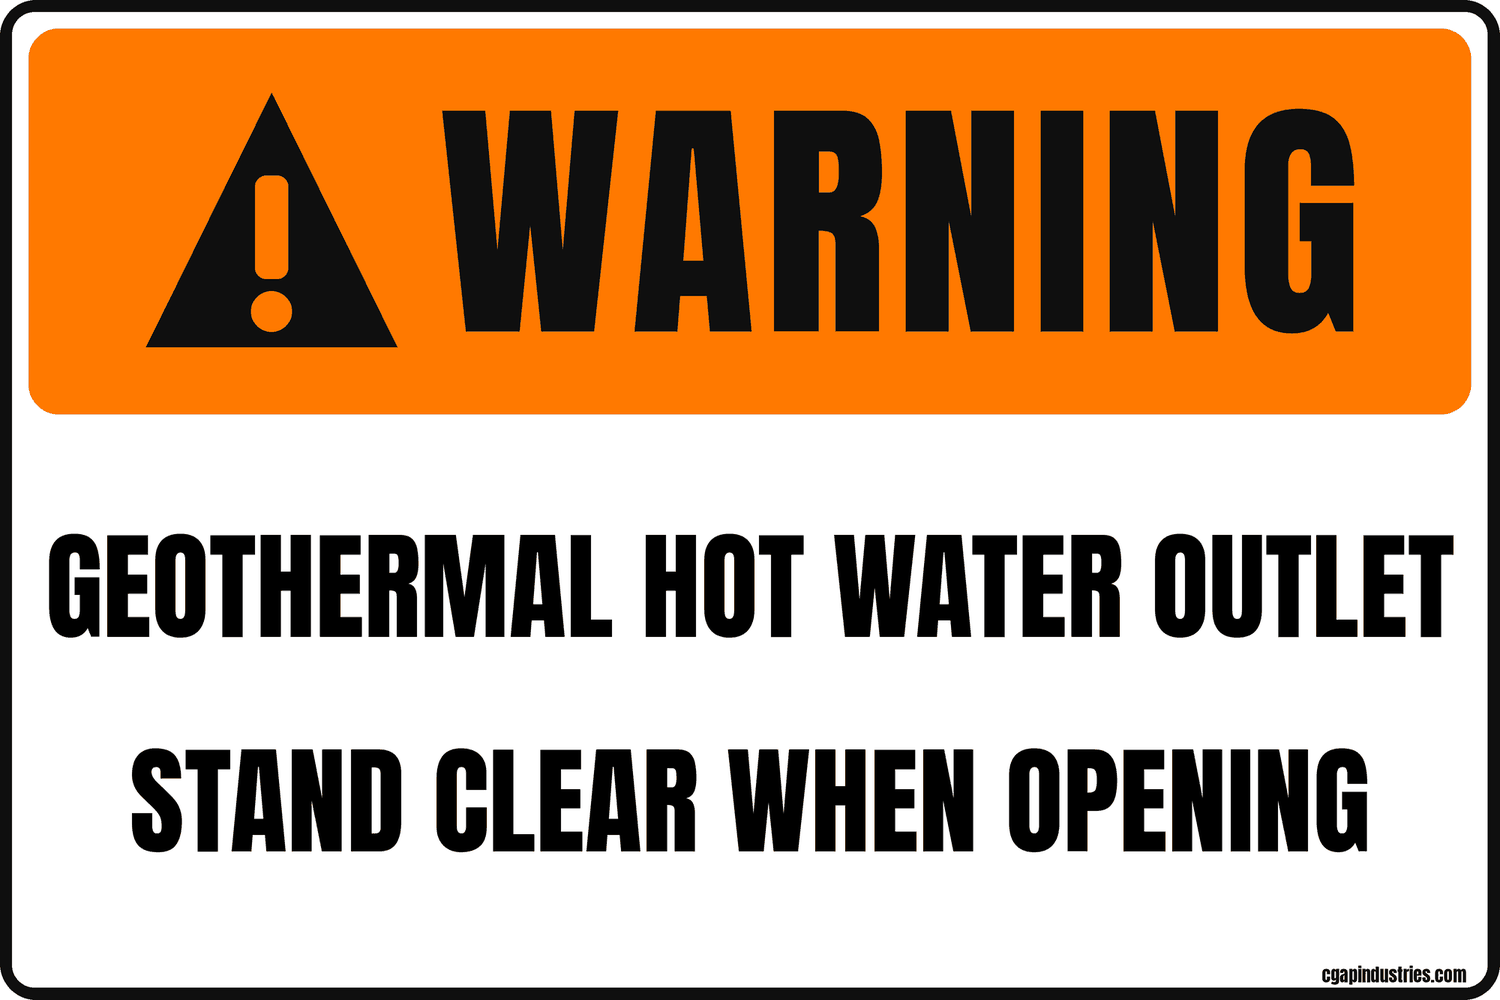 WARNING
GEOTHERMAL HOT WATER OUTLET
STAND CLEAR WHEN OPENING
cgapindustries.com